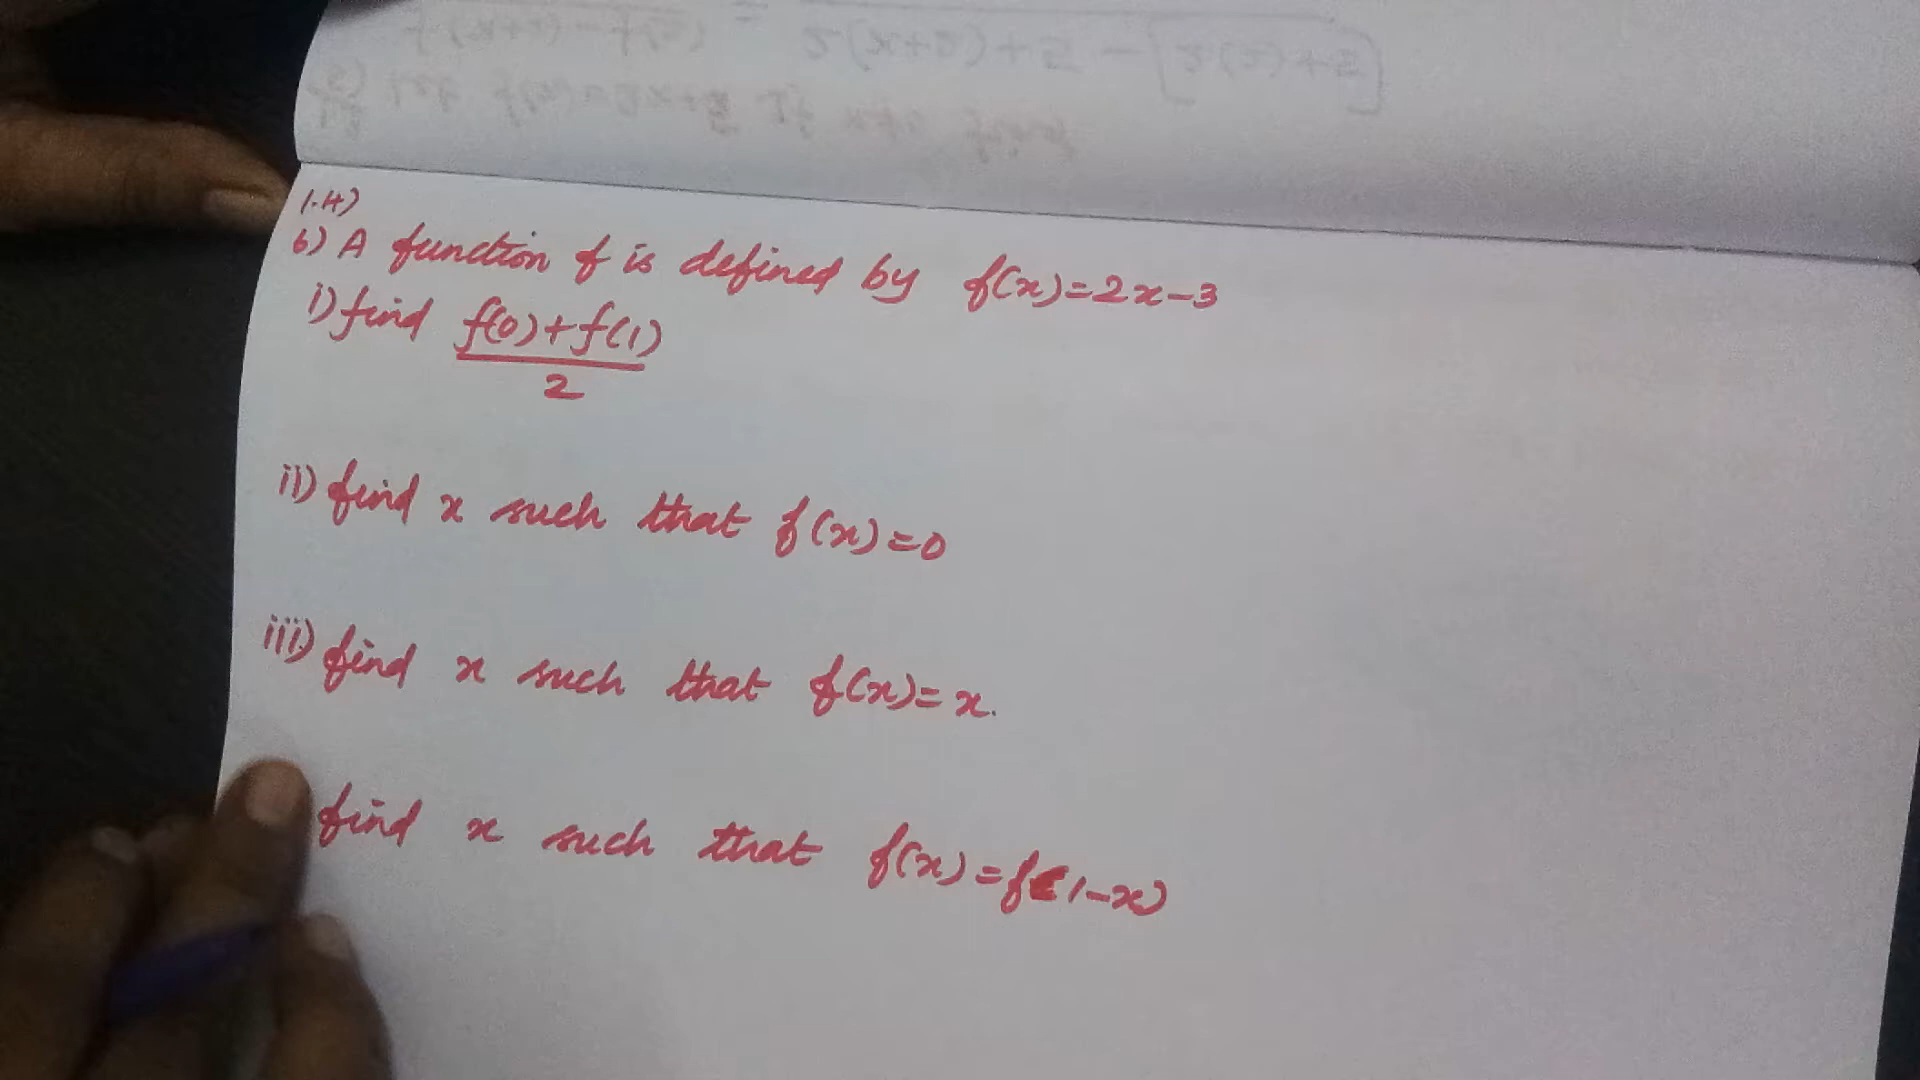 1.4)
6) A function f is defined by f(x)=2x-3
i) find f(0)+f(1)
2
ii) find x such that f(x)=0
iii) find x such that f(x)=x.
find x such that f(x)=f(1-x)